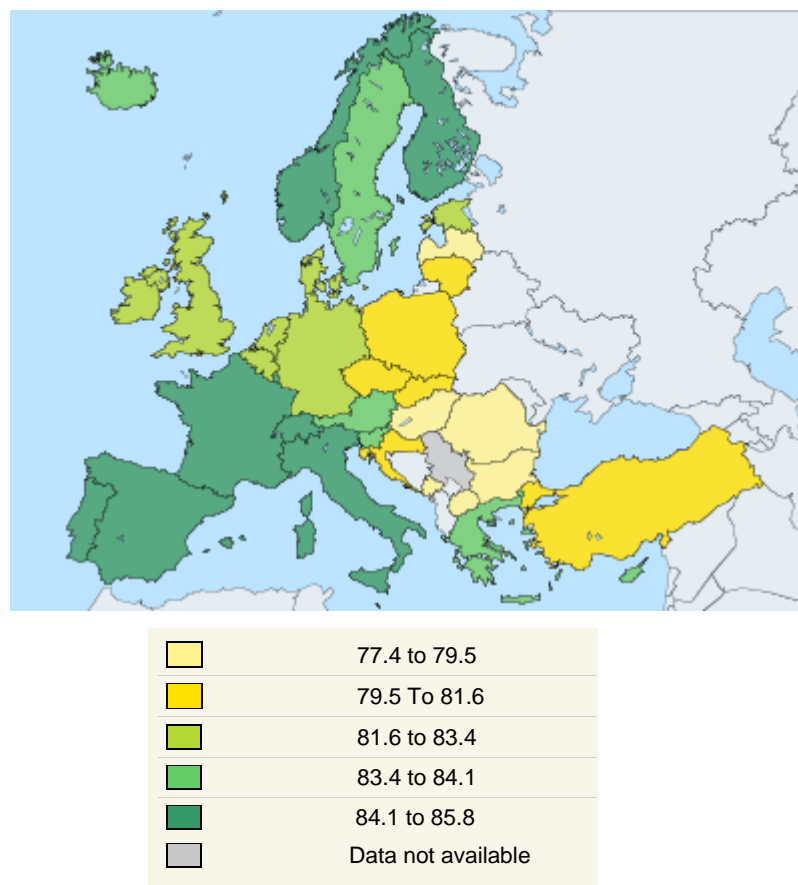 77.4 to 79.5
79.5 To 81.6
81.6 to 83.4
83.4 to 84.1
84.1 to 85.8
Data not available